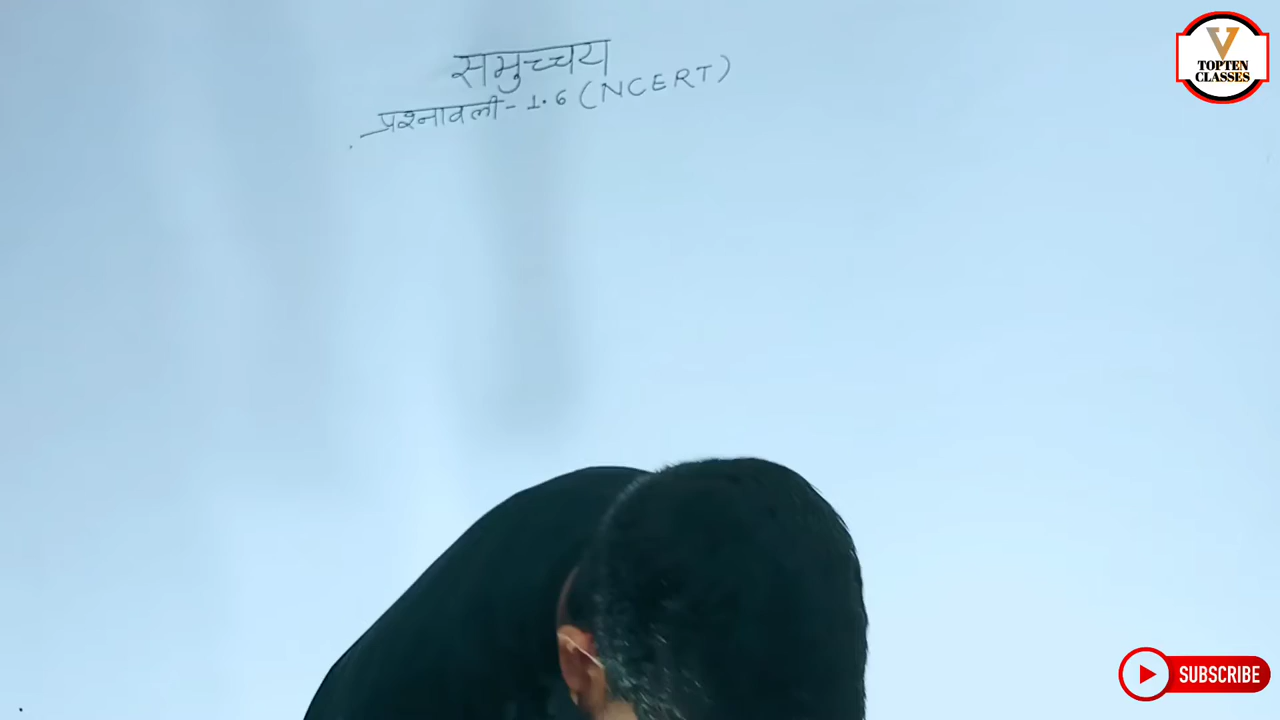 समुच्चय
प्रश्नावली- 1.6 (NCERT)
V
TOPTEN
CLASSES
SUBSCRIBE